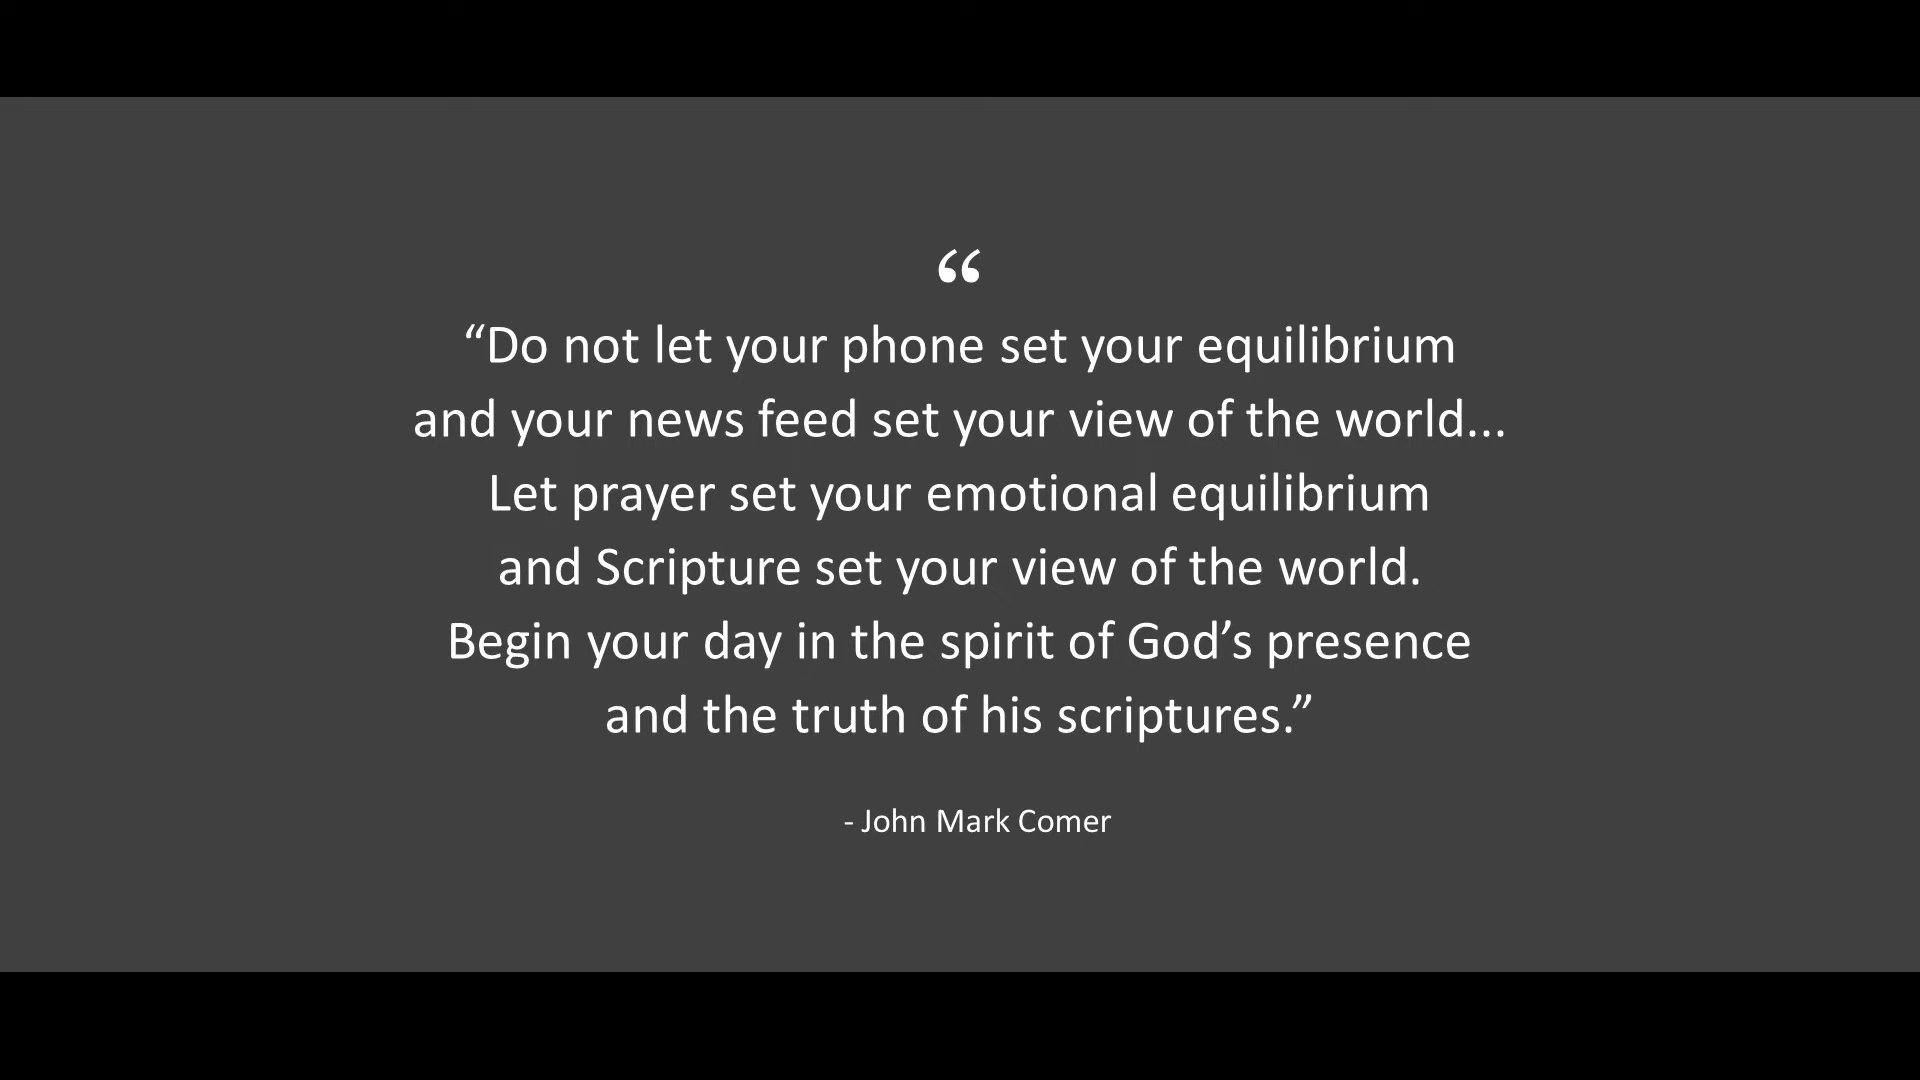 “
“Do not let your phone set your equilibrium
and your news feed set your view of the world...
Let prayer set your emotional equilibrium
and Scripture set your view of the world.
Begin your day in the spirit of God’s presence
and the truth of his scriptures.”
- John Mark Comer